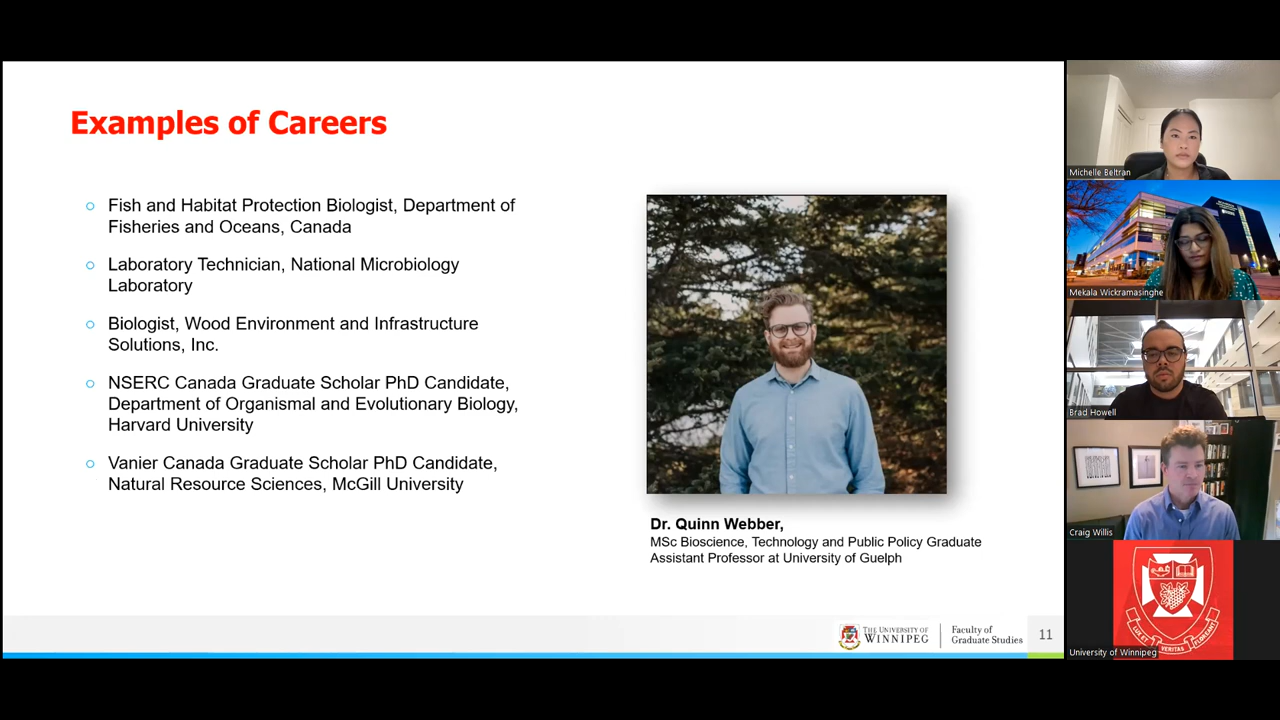 Examples of Careers
Fish and Habitat Protection Biologist, Department of
Fisheries and Oceans, Canada
Laboratory Technician, National Microbiology
Laboratory
Biologist, Wood Environment and Infrastructure
Solutions, Inc.
NSERC Canada Graduate Scholar PhD Candidate,
Department of Organismal and Evolutionary Biology,
Harvard University
Vanier Canada Graduate Scholar PhD Candidate,
Natural Resource Sciences, McGill University
Dr. Quinn Webber,
MSc Bioscience, Technology and Public Policy Graduate
Assistant Professor at University of Guelph
THE UNIVERSITY OF
WINNIPEG
Faculty of
Graduate Studies
11
Michelle Beltran
Mekala Wickramasinghe
Brad Howell
Craig Willis
LUX ET VERITAS FLOREANT
University of Winnipeg